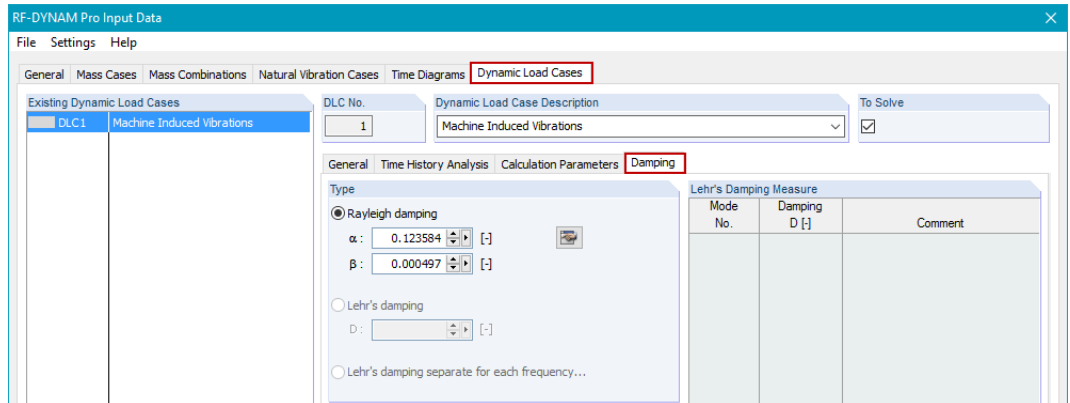 RF-DYNAM Pro Input Data
File Settings Help
General Mass Cases Mass Combinations Natural Vibration Cases Time Diagrams Dynamic Load Cases
Existing Dynamic Load Cases
DLC1 Machine Induced Vibrations
DLC No.
1
Dynamic Load Case Description
Machine Induced Vibrations
To Solve
General Time History Analysis Calculation Parameters Damping
Type
Rayleigh damping
α : 0.123584 [-]
β : 0.000497 [-]
Lehr's damping
D : [-]
Lehr's damping separate for each frequency...
Lehr's Damping Measure
Mode Damping
No. D [-] Comment